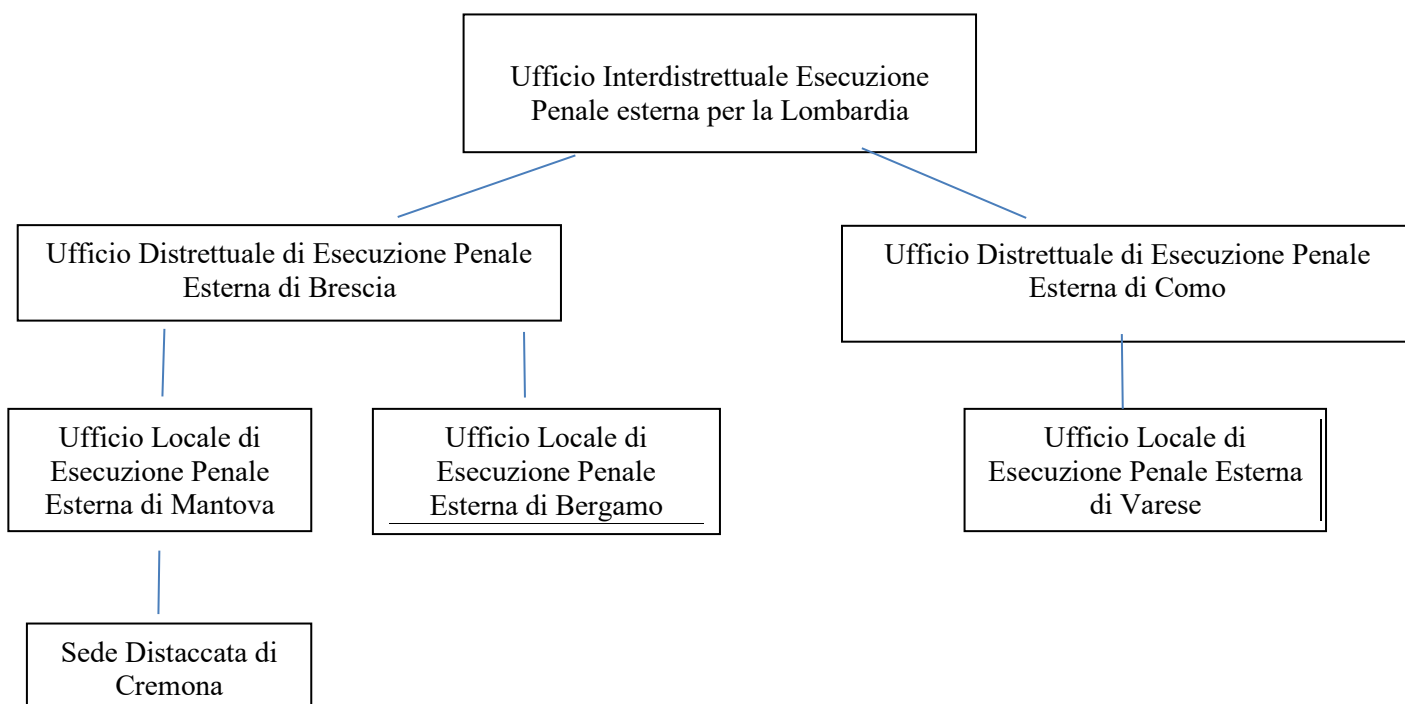 Ufficio Interdistrettuale Esecuzione
Penale esterna per la Lombardia
Ufficio Distrettuale di Esecuzione Penale
Esterna di Brescia
Ufficio Distrettuale di Esecuzione Penale
Esterna di Como
Ufficio Locale di
Esecuzione Penale
Esterna di Mantova
Ufficio Locale di
Esecuzione Penale
Esterna di Bergamo
Ufficio Locale di
Esecuzione Penale Esterna
di Varese
Sede Distaccata di
Cremona